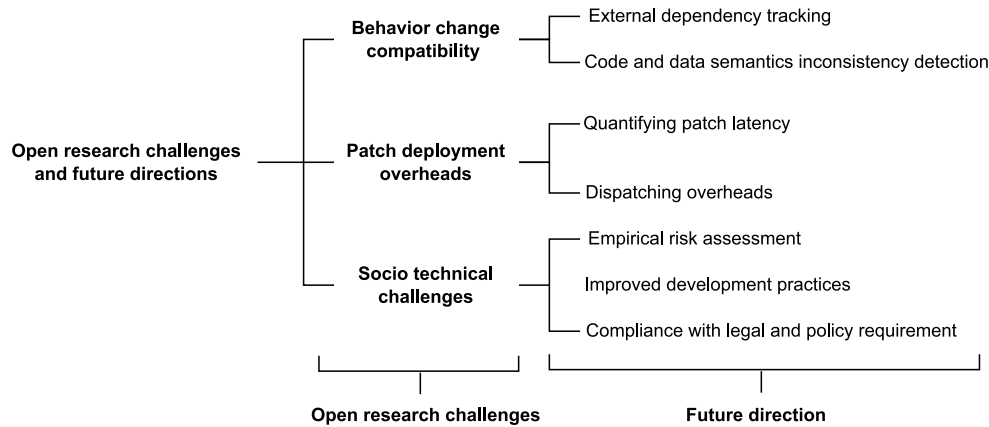 Open research challenges
and future directions
Behavior change
compatibility
External dependency tracking
Code and data semantics inconsistency detection
Patch deployment
overheads
Quantifying patch latency
Dispatching overheads
Socio technical
challenges
Empirical risk assessment
Improved development practices
Compliance with legal and policy requirement
Open research challenges
Future direction